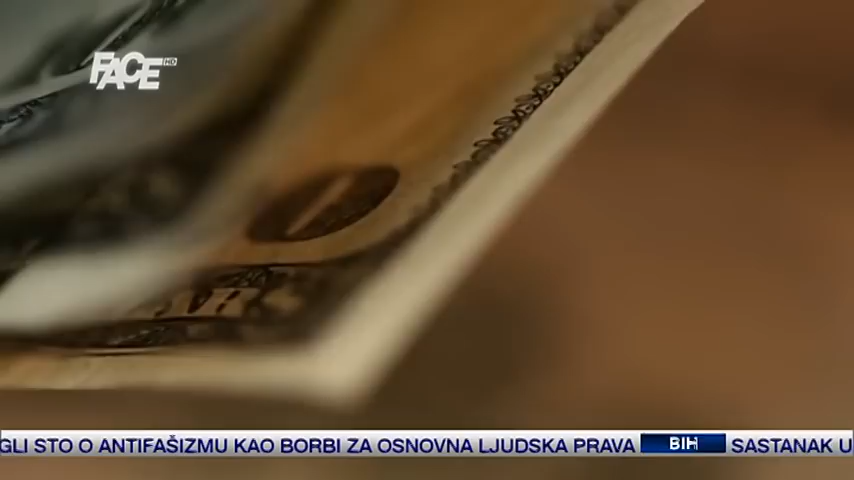 FACE HD
GLI STO O ANTIFAŠIZMU KAO BORBI ZA OSNOVNA LJUDSKA PRAVA BIH SASTANAK U